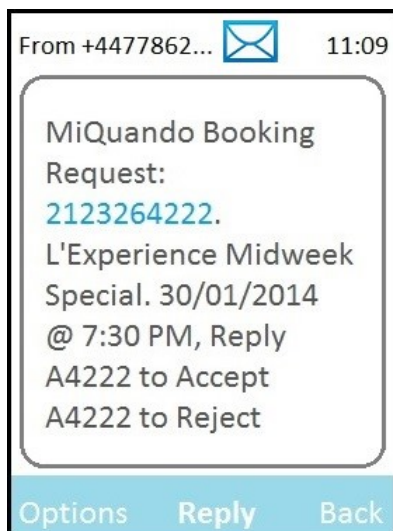 From +4477862... 11:09
MiQuando Booking
Request:
2123264222.
L'Experience Midweek
Special. 30/01/2014
@ 7:30 PM, Reply
A4222 to Accept
A4222 to Reject
Options Reply Back